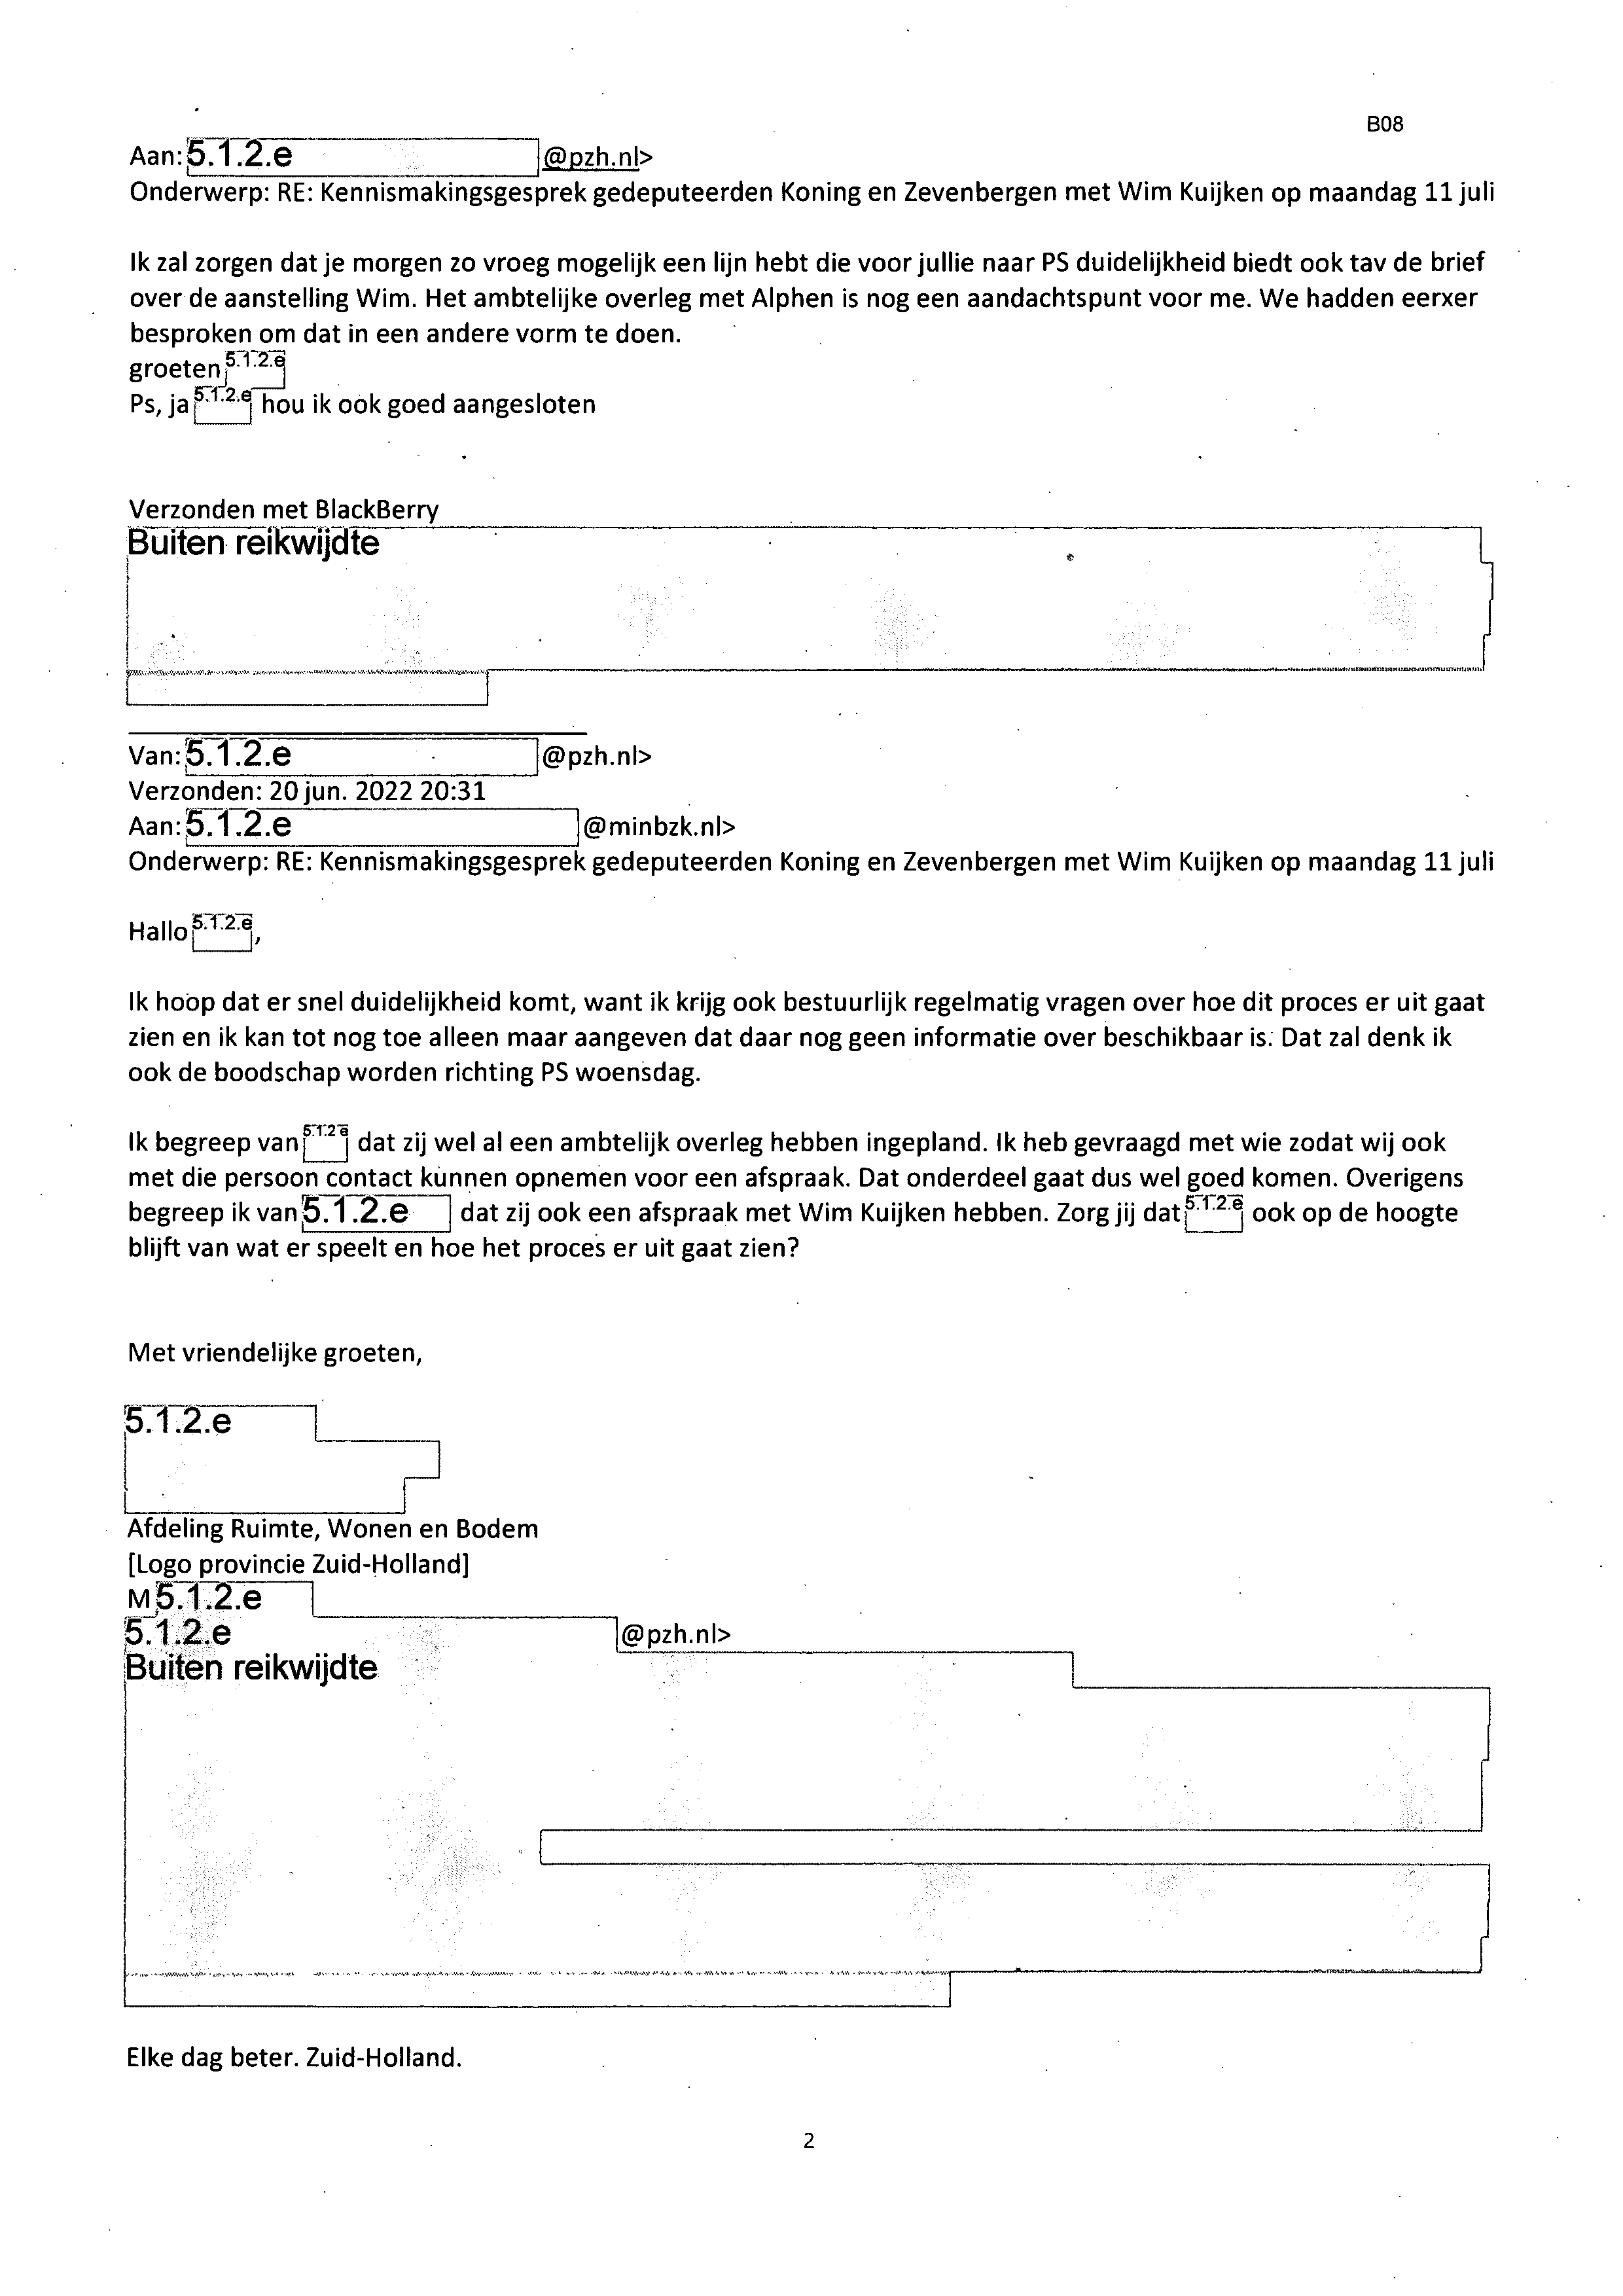 B08
Aan: 5.1.2.e @pzh.nl>
Onderwerp: RE: Kennismakingsgesprek gedeputeerden Koning en Zevenbergen met Wim Kuijken op maandag 11 juli
Ik zal zorgen dat je morgen zo vroeg mogelijk een lijn hebt die voor jullie naar PS duidelijkheid biedt ook tav de brief
over de aanstelling Wim. Het ambtelijke overleg met Alphen is nog een aandachtspunt voor me. We hadden eerxer
besproken om dat in een andere vorm te doen.
groeten 5.1.2.e
Ps, ja 5.1.2.e hou ik ook goed aangesloten
Verzonden met BlackBerry
Buiten reikwijdte
Van: 5.1.2.e @pzh.nl>
Verzonden: 20 jun. 2022 20:31
Aan: 5.1.2.e @minbzk.nl>
Onderwerp: RE: Kennismakingsgesprek gedeputeerden Koning en Zevenbergen met Wim Kuijken op maandag 11 juli
Hallo 5.1.2.e,
Ik hoop dat er snel duidelijkheid komt, want ik krijg ook bestuurlijk regelmatig vragen over hoe dit proces er uit gaat
zien en ik kan tot nog toe alleen maar aangeven dat daar nog geen informatie over beschikbaar is. Dat zal denk ik
ook de boodschap worden richting PS woensdag.
Ik begreep van 5.1.2.e dat zij wel al een ambtelijk overleg hebben ingepland. Ik heb gevraagd met wie zodat wij ook
met die persoon contact kunnen opnemen voor een afspraak. Dat onderdeel gaat dus wel goed komen. Overigens
begreep ik van 5.1.2.e dat zij ook een afspraak met Wim Kuijken hebben. Zorg jij dat 5.1.2.e ook op de hoogte
blijft van wat er speelt en hoe het proces er uit gaat zien?
Met vriendelijke groeten,
5.1.2.e
Afdeling Ruimte, Wonen en Bodem
[Logo provincie Zuid-Holland]
M 5.1.2.e
5.1.2.e @pzh.nl>
Buiten reikwijdte
Elke dag beter. Zuid-Holland.
2